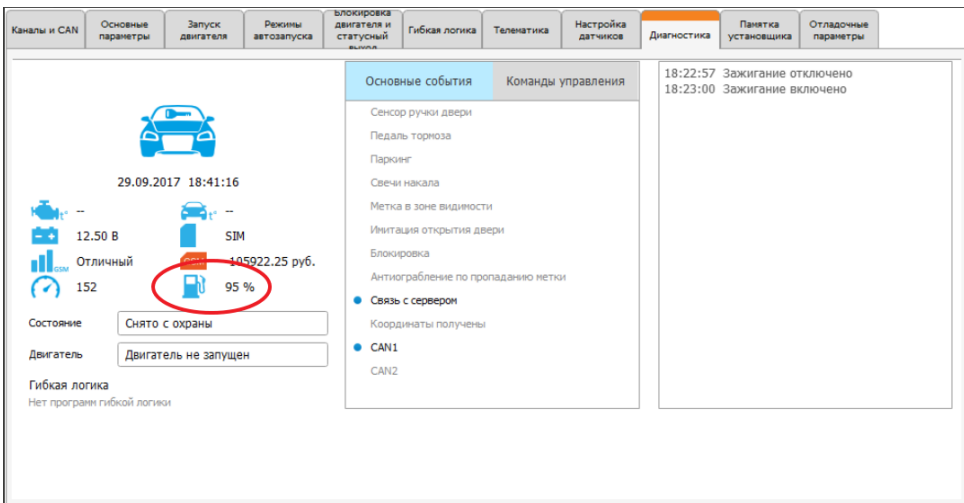 Каналы и CAN
Основные
параметры
Запуск
двигателя
Режимы
автозапуска
Блокировка
двигателя и
статусный
выход
Гибкая логика
Телематика
Настройка
датчиков
Диагностика
Памятка
установщика
Отладочные
параметры
29.09.2017 18:41:16
t° --
t° --
12.50 В
SIM
GSM
Отличный
-105922.25 руб.
152
95 %
Состояние
Снято с охраны
Двигатель
Двигатель не запущен
Гибкая логика
Нет программ гибкой логики
Основные события
Команды управления
Сенсор ручки двери
Педаль тормоза
Паркинг
Свечи накала
Метка в зоне видимости
Имитация открытия двери
Блокировка
Антиограбление по пропаданию метки
Связь с сервером
Координаты получены
CAN1
CAN2
18:22:57 Зажигание отключено
18:23:00 Зажигание включено